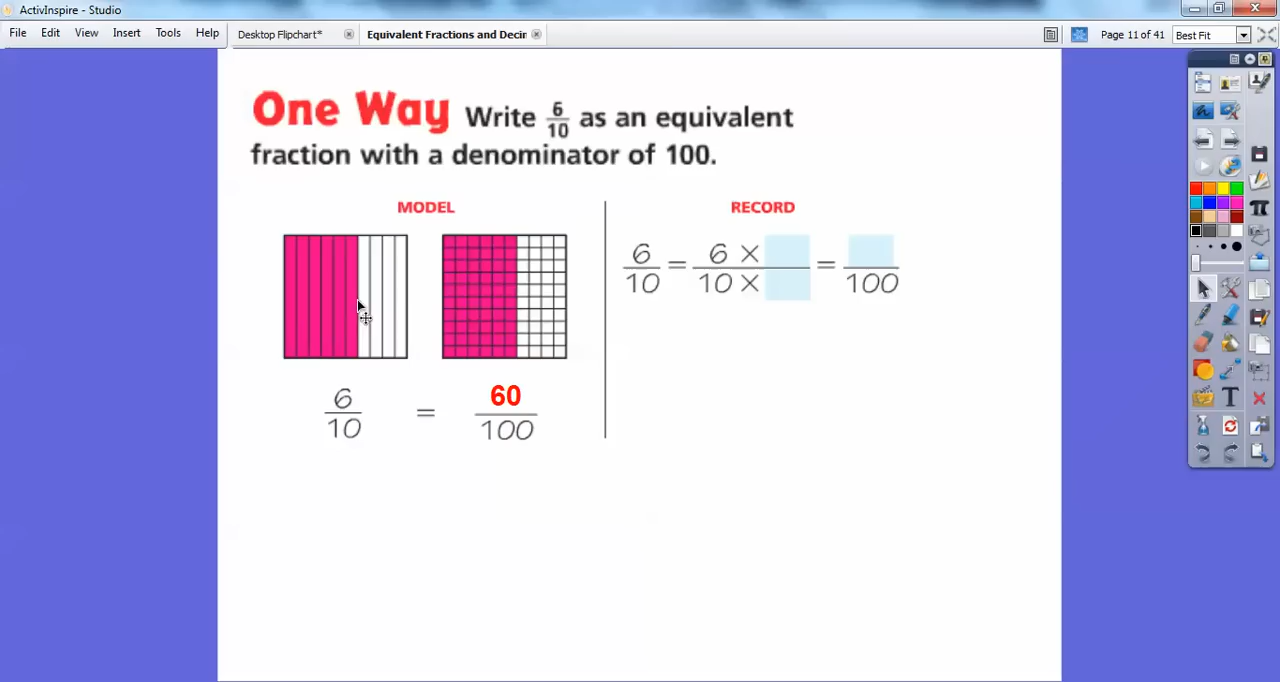 ActivInspire - Studio
File Edit View Insert Tools Help
Desktop Flipchart* Equivalent Fractions and Decir
Page 11 of 41 Best Fit
One Way Write 6/10 as an equivalent
fraction with a denominator of 100.
MODEL
6/10 = 60/100
RECORD
6/10 = 6 ×/10 × = /100